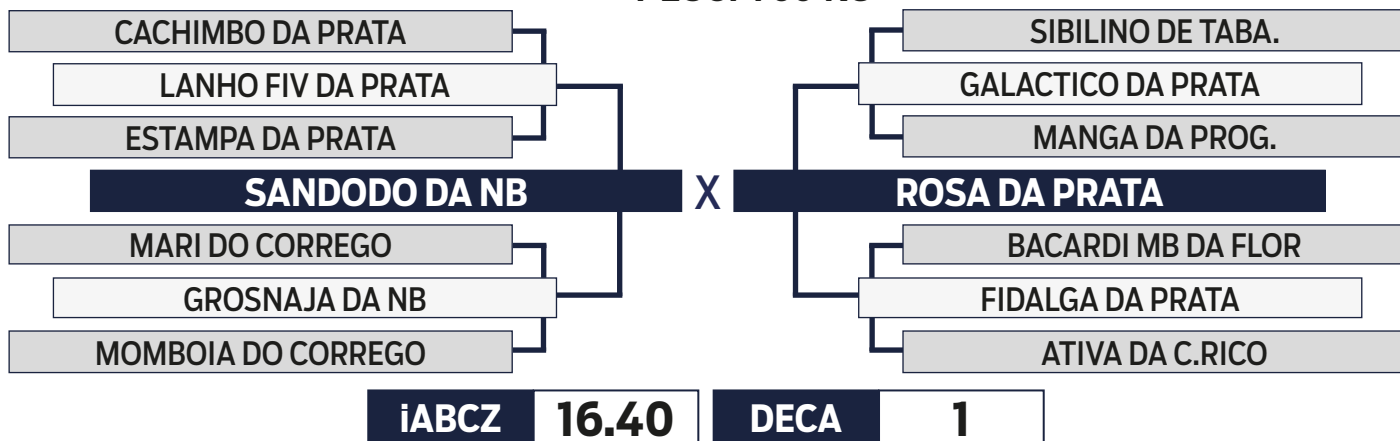 CACHIMBO DA PRATA
LANHO FIV DA PRATA
ESTAMPA DA PRATA
SANDODO DA NB
MARI DO CORREGO
GROSNAJA DA NB
MOMBOIA DO CORREGO
X
SIBILINO DE TABA.
GALACTICO DA PRATA
MANGA DA PROG.
ROSA DA PRATA
BACARDI MB DA FLOR
FIDALGA DA PRATA
ATIVA DA C.RICO
iABCZ 16.40 DECA 1